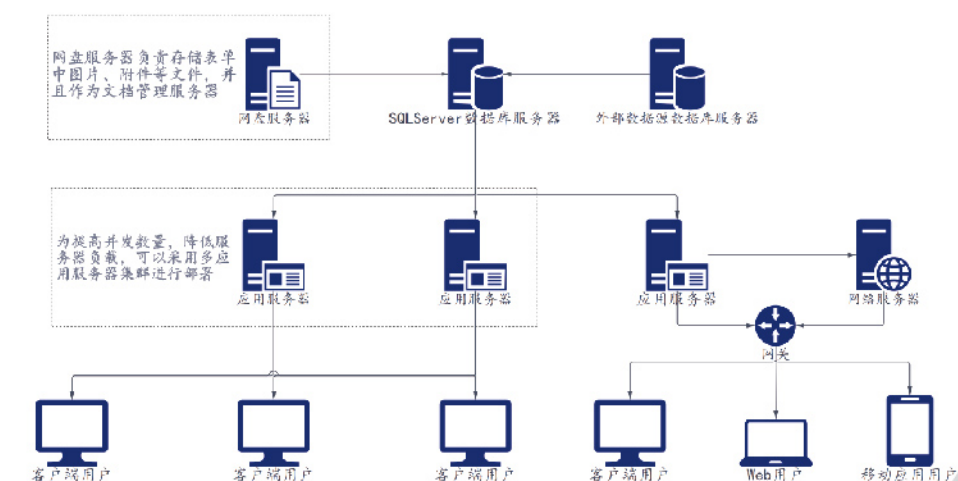 网盘服务器负责存储表单
中图片、附件等文件，并
且作为文档管理服务器
网盘服务器
SQLServer数据库服务器
外部数据源数据库服务器
为提高并发数量，降低服
务器负载，可以采用多应
用服务器集群进行部署
应用服务器
应用服务器
应用服务器
网络服务器
网关
客户端用户
客户端用户
客户端用户
客户端用户
Web用户
移动应用用户